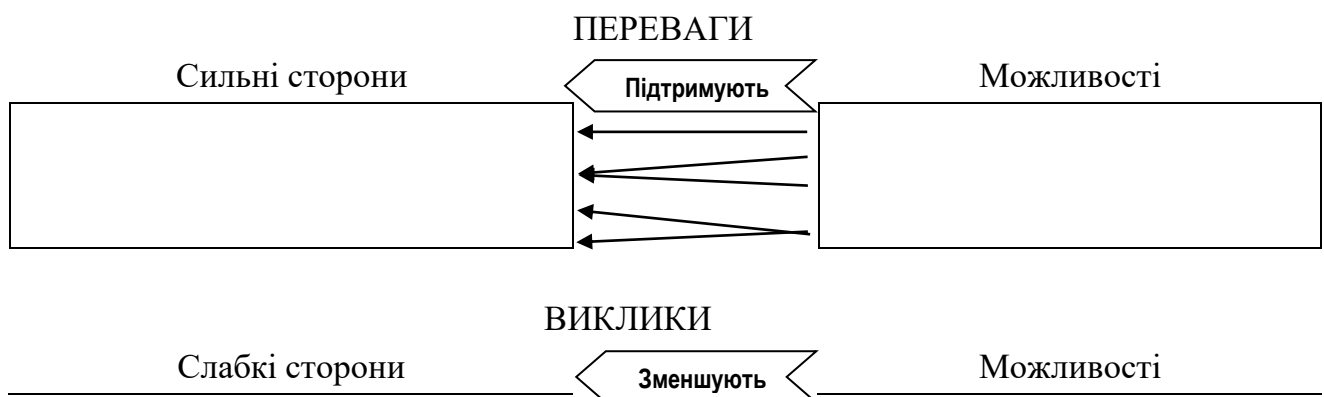 ПЕРЕВАГИ
Сильні сторони
Підтримують
Можливості
ВИКЛИКИ
Слабкі сторони
Зменшують
Можливості